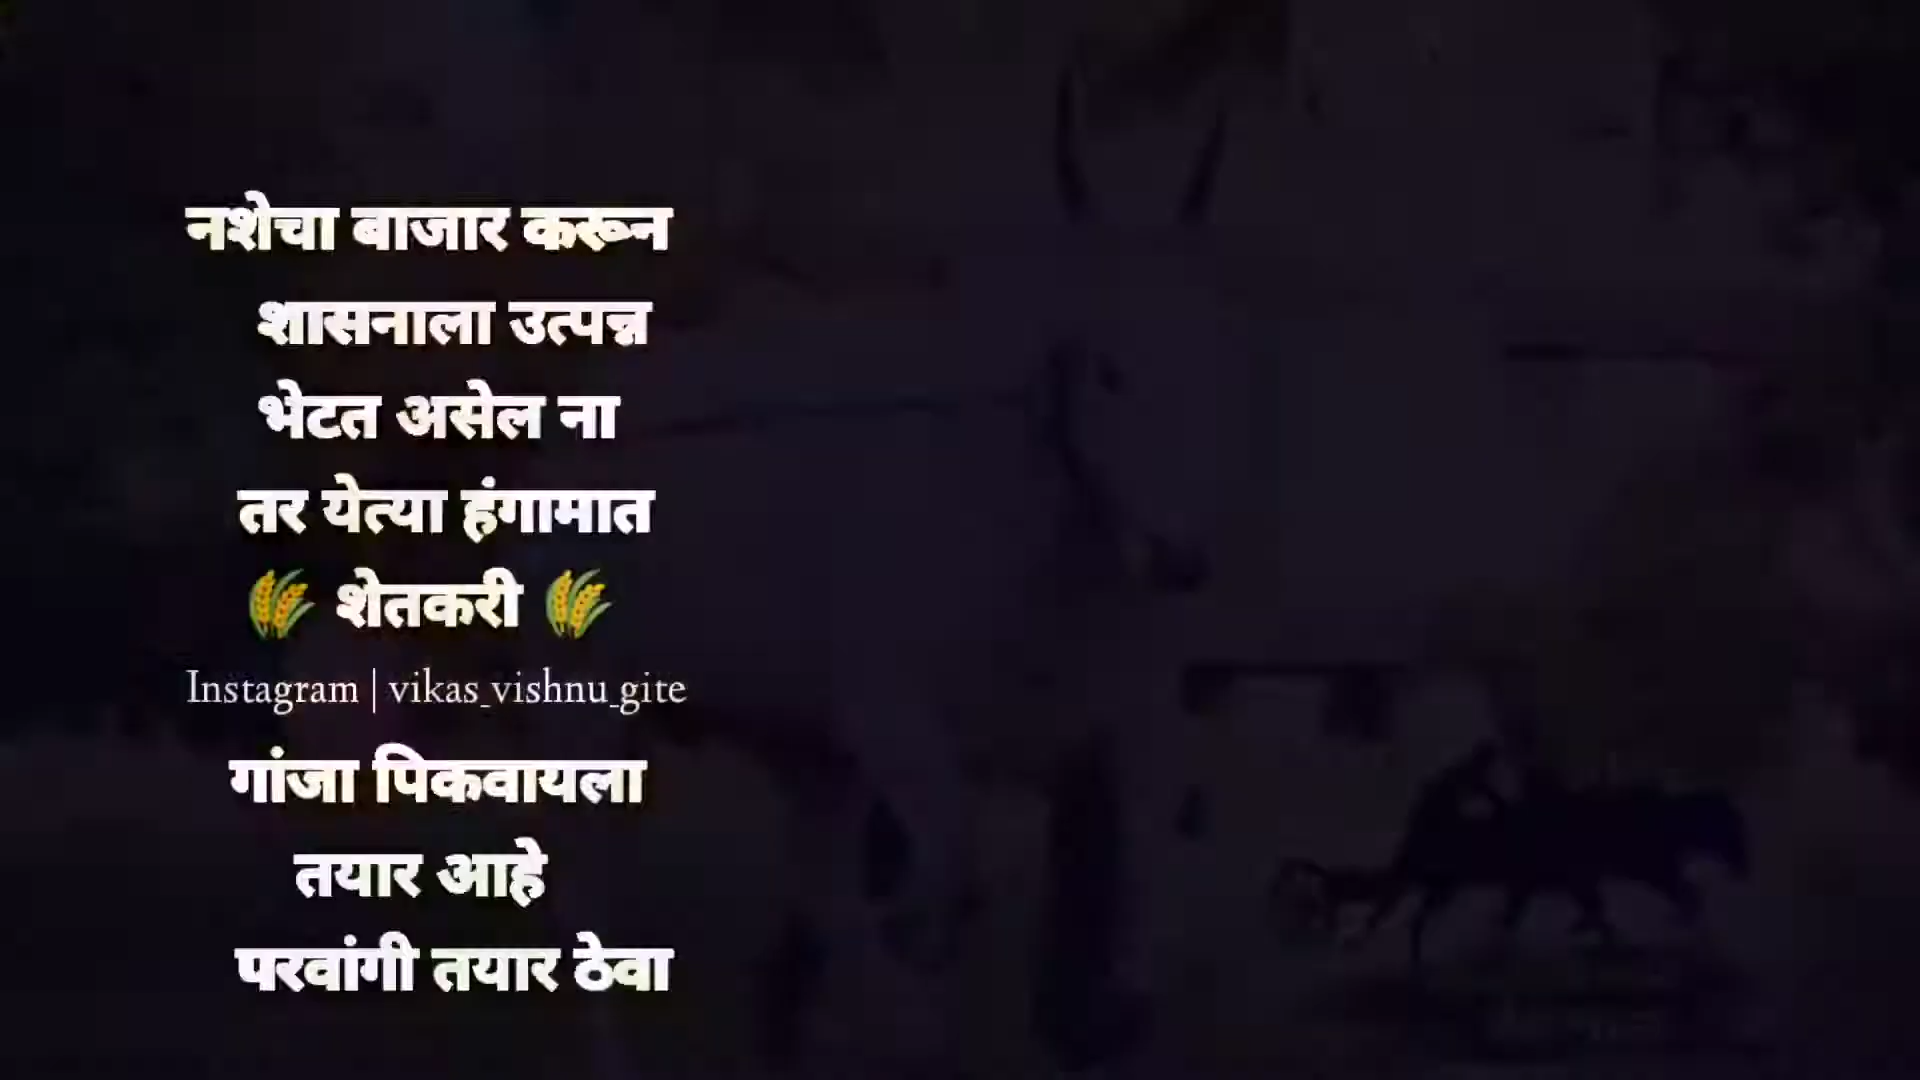 नशेचा बाजार करून
शासनाला उत्पन्न
भेटत असेल ना
तर येत्या हंगामात
🌾 शेतकरी 🌾
Instagram | vikas_vishnu_gite
गांजा पिकवायला
तयार आहे
परवांगी तयार ठेवा